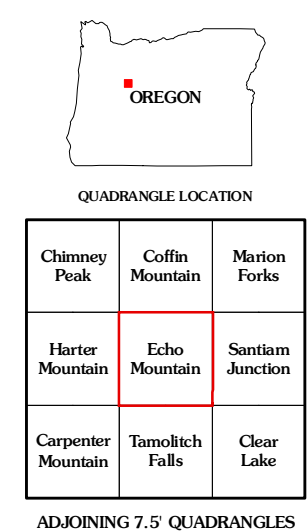 OREGON
QUADRANGLE LOCATION
Chimney
Peak
Coffin
Mountain
Marion
Forks
Harter
Mountain
Echo
Mountain
Santiam
Junction
Carpenter
Mountain
Tamolitch
Falls
Clear
Lake
ADJOINING 7.5' QUADRANGLES